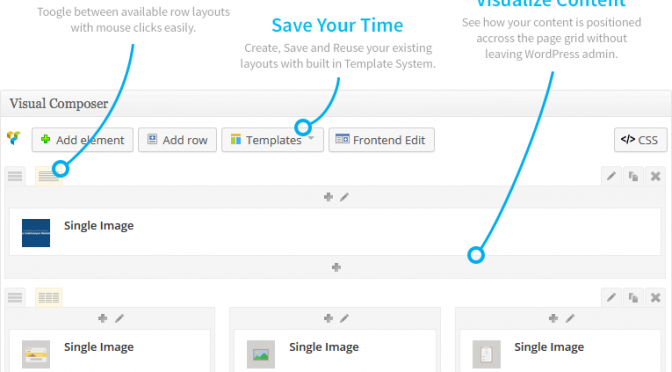 Toogle between available row layouts
with mouse clicks easily.
Save Your Time
Create, Save and Reuse your existing
layouts with built in Template System.
Visualize Content
See how your content is positioned
accross the page grid without
leaving WordPress admin.
Visual Composer
Add element
Add row
Templates
Frontend Edit
</> CSS
Single Image
Single Image
Single Image
Single Image